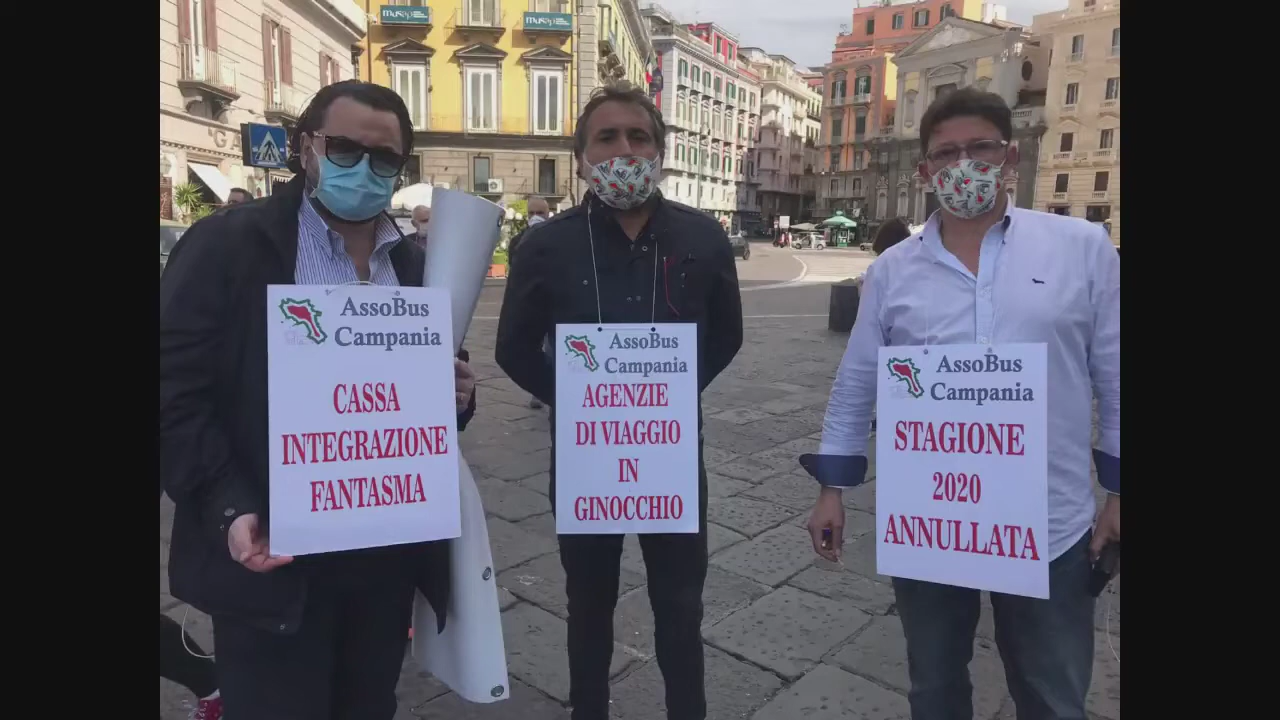 AssoBus
Campania
CASSA
INTEGRAZIONE
FANTASMA
AssoBus
Campania
AGENZIE
DI VIAGGIO
IN
GINOCCHIO
AssoBus
Campania
STAGIONE
2020
ANNULLATA